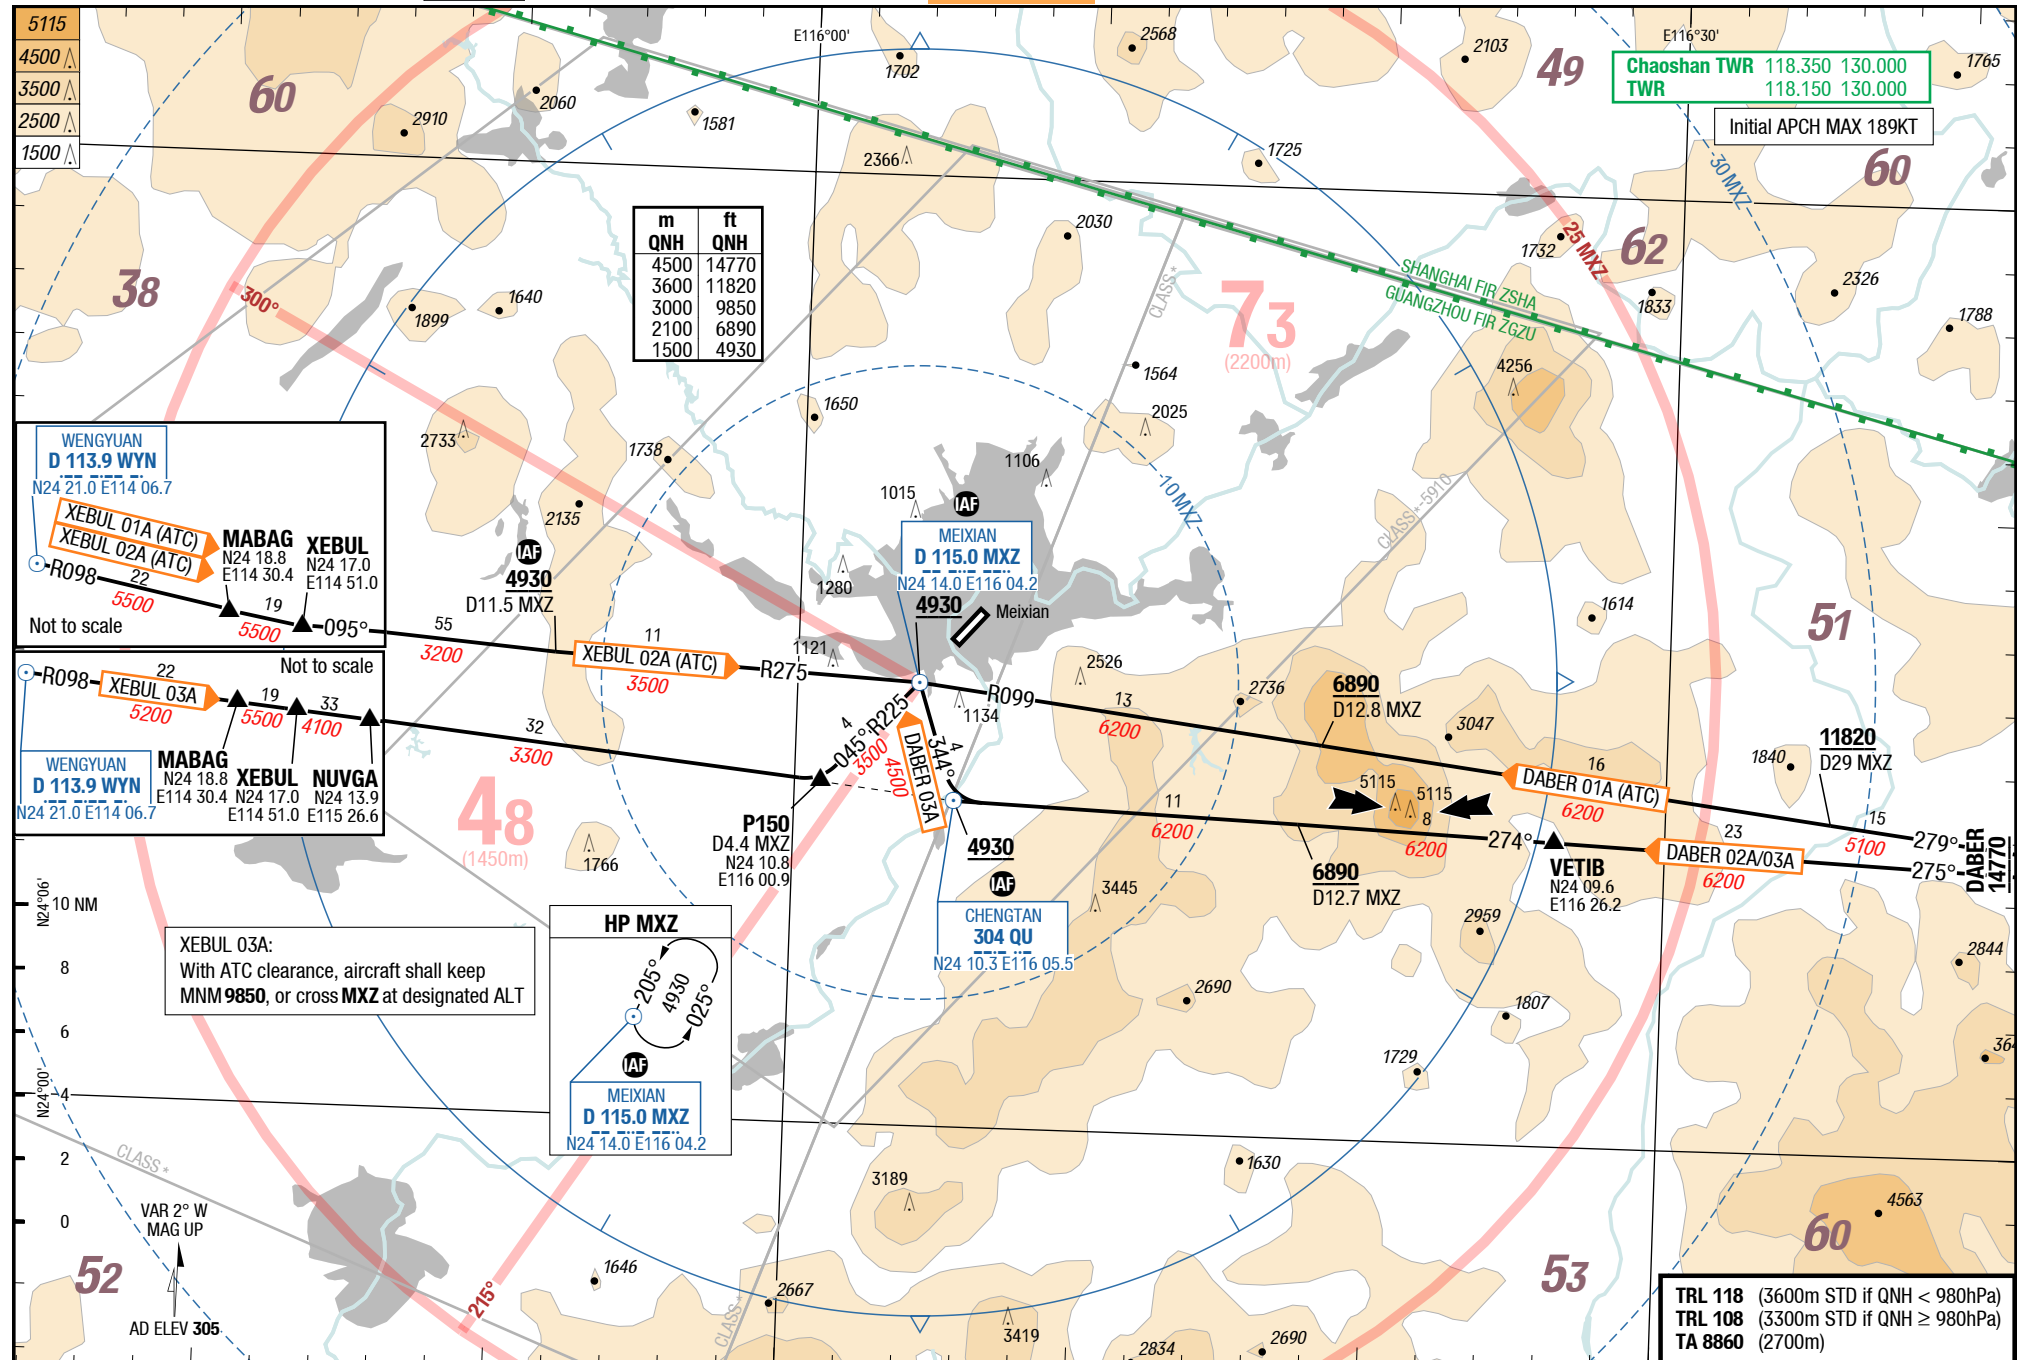 5115
4500
3500
2500
1500
60
2910
2060
1581
E116°00'
1702
2568
2103
49
E116°30'
1765
Chaoshan TWR 118.350 130.000
TWR 118.150 130.000
Initial APCH MAX 189KT
60
2366
1725
30 MXZ
m ft
QNH QNH
4500 14770
3600 11820
3000 9850
2100 6890
1500 4930
2030
1732
25 MXZ
62
38
300°
1899
1640
CLASS *
73
(2200m)
SHANGHAI FIR ZSHA
GUANGZHOU FIR ZGZU
1833
2326
1788
1564
4256
1650
2025
2733
1738
1106
10 MXZ
CLASS *-5910
WENGYUAN
D 113.9 WYN
N24 21.0 E114 06.7
XEBUL 01A (ATC)
XEBUL 02A (ATC)
MABAG
N24 18.8
E114 30.4
XEBUL
N24 17.0
E114 51.0
R098
22
5500
19
5500
095°
Not to scale
2135
1015
IAF
MEIXIAN
D 115.0 MXZ
N24 14.0 E116 04.2
4930
Meixian
IAF
4930
D11.5 MXZ
1280
1614
51
55
3200
11
XEBUL 02A (ATC)
3500
R275
1121
Not to scale
R098
22
XEBUL 03A
5200
19
5500
33
4100
WENGYUAN
D 113.9 WYN
N24 21.0 E114 06.7
MABAG
N24 18.8
E114 30.4
XEBUL
N24 17.0
E114 51.0
NUVGA
N24 13.9
E115 26.6
32
3300
4
045°
R225
3500
4500
DABER 03A
344°
4
1134
R099
2526
13
6200
2736
6890
D12.8 MXZ
3047
16
DABER 01A (ATC)
6200
1840
11820
D29 MXZ
15
5100
279°
275°
DABER
14770
5115
5115
8
11
6200
6200
274°
23
DABER 02A/03A
6200
VETIB
N24 09.6
E116 26.2
6890
D12.7 MXZ
48
(1450m)
1766
P150
D4.4 MXZ
N24 10.8
E116 00.9
4930
IAF
CHENGTAN
304 QU
N24 10.3 E116 05.5
3445
2959
2844
N24°06'
10 NM
8
6
4
2
0
N24°00'
XEBUL 03A:
With ATC clearance, aircraft shall keep
MNM 9850, or cross MXZ at designated ALT
HP MXZ
205°
4930
025°
IAF
MEIXIAN
D 115.0 MXZ
N24 14.0 E116 04.2
2690
1807
1729
364
CLASS *
VAR 2° W
MAG UP
AD ELEV 305
52
215°
1646
2667
CLASS *
3189
3419
1630
2834
2690
53
60
4563
TRL 118 (3600m STD if QNH < 980hPa)
TRL 108 (3300m STD if QNH ≥ 980hPa)
TA 8860 (2700m)